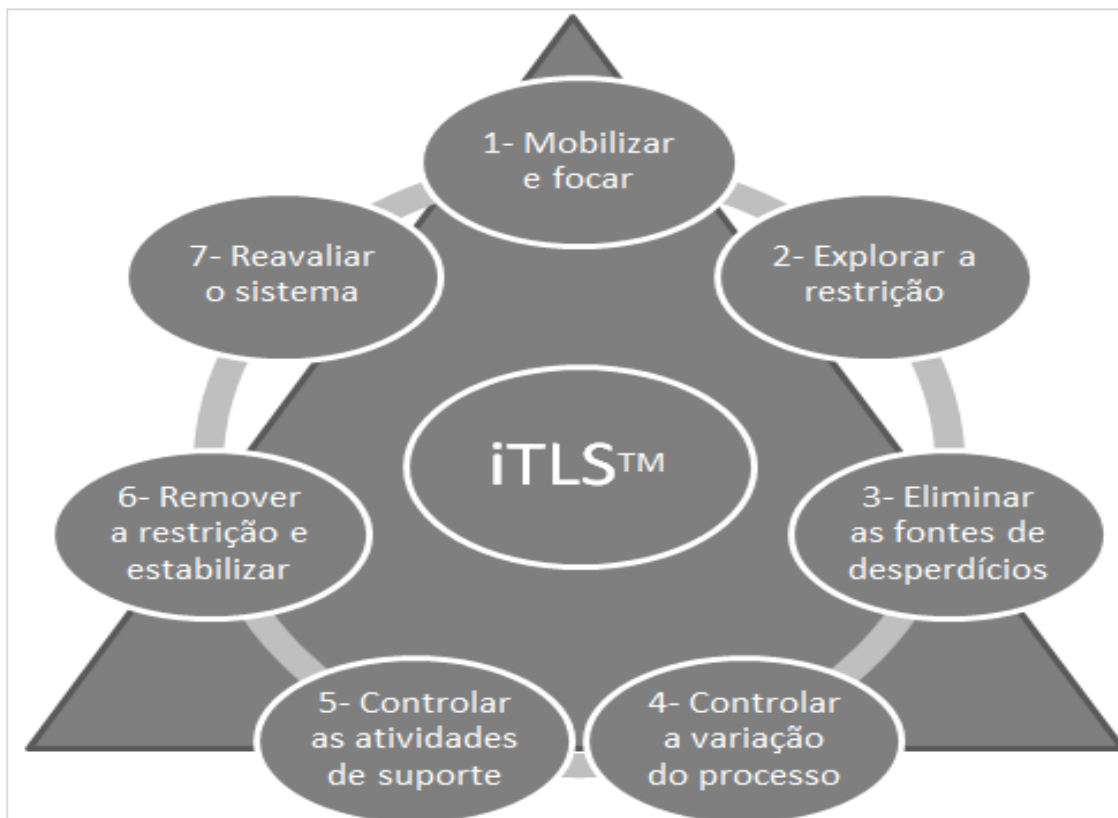 1- Mobilizar
e focar
2- Explorar a
restrição
3- Eliminar
as fontes de
desperdícios
4- Controlar
a variação
do processo
5- Controlar
as atividades
de suporte
6- Remover
a restrição e
estabilizar
7- Reavaliar
o sistema
iTLS™